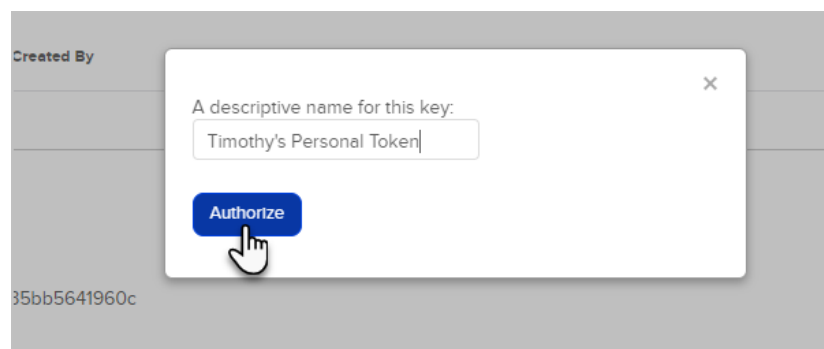 Created By
×
A descriptive name for this key:
Timothy's Personal Token
Authorize
35bb5641960c